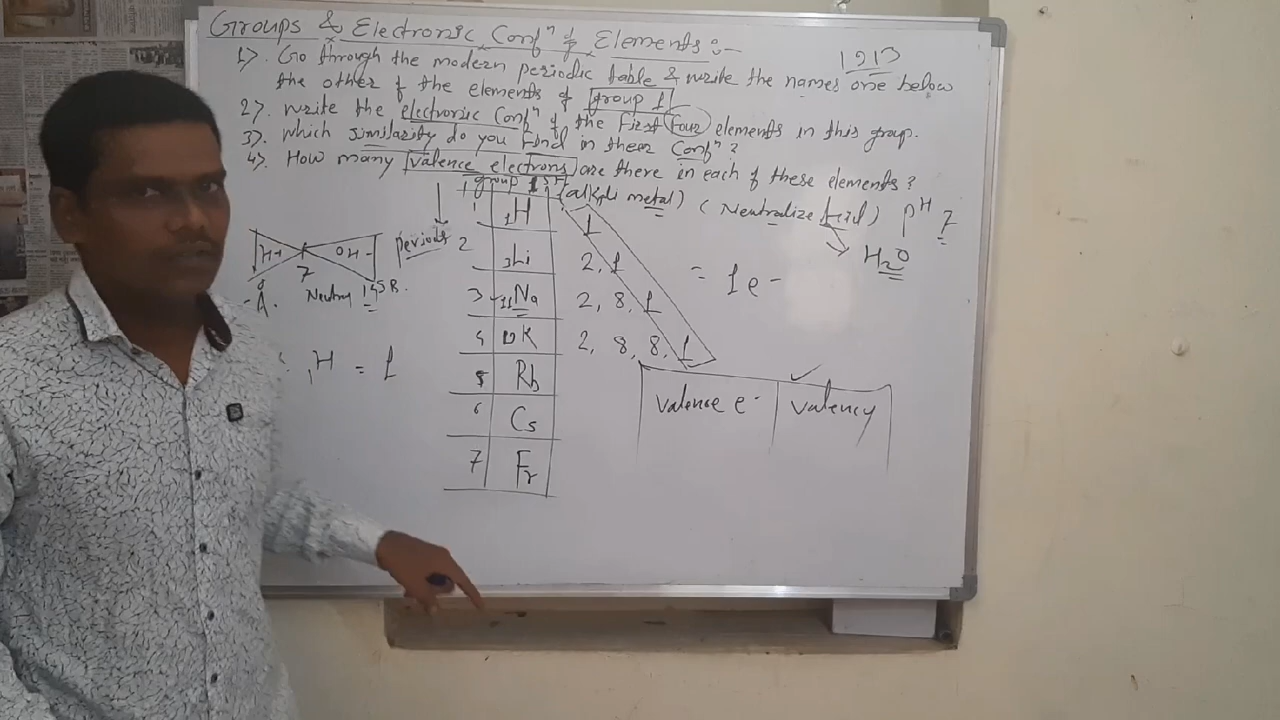 Groups & Electronic Confⁿ of Elements :-
1913
1). Go through the modern periodic table & write the names one below
the other of the elements of group 1
2). Write the electronic Confⁿ of the first four elements in this group.
3). Which similarity do you find in their Confⁿ ?
4). How many valence electrons are there in each of these elements ?
group 1
(alkali metal) (Neutralize Acid) pH 7
H₂O
periods
1 ₁H 1
2 ₃Li 2, 1
3 ₁₁Na 2, 8, 1
4 K 2, 8, 8, 1
5 Rb
6 Cs
7 Fr
= 1 e-
H+ OH-
7
Neutral
₁H = 1
Valence e- Valency